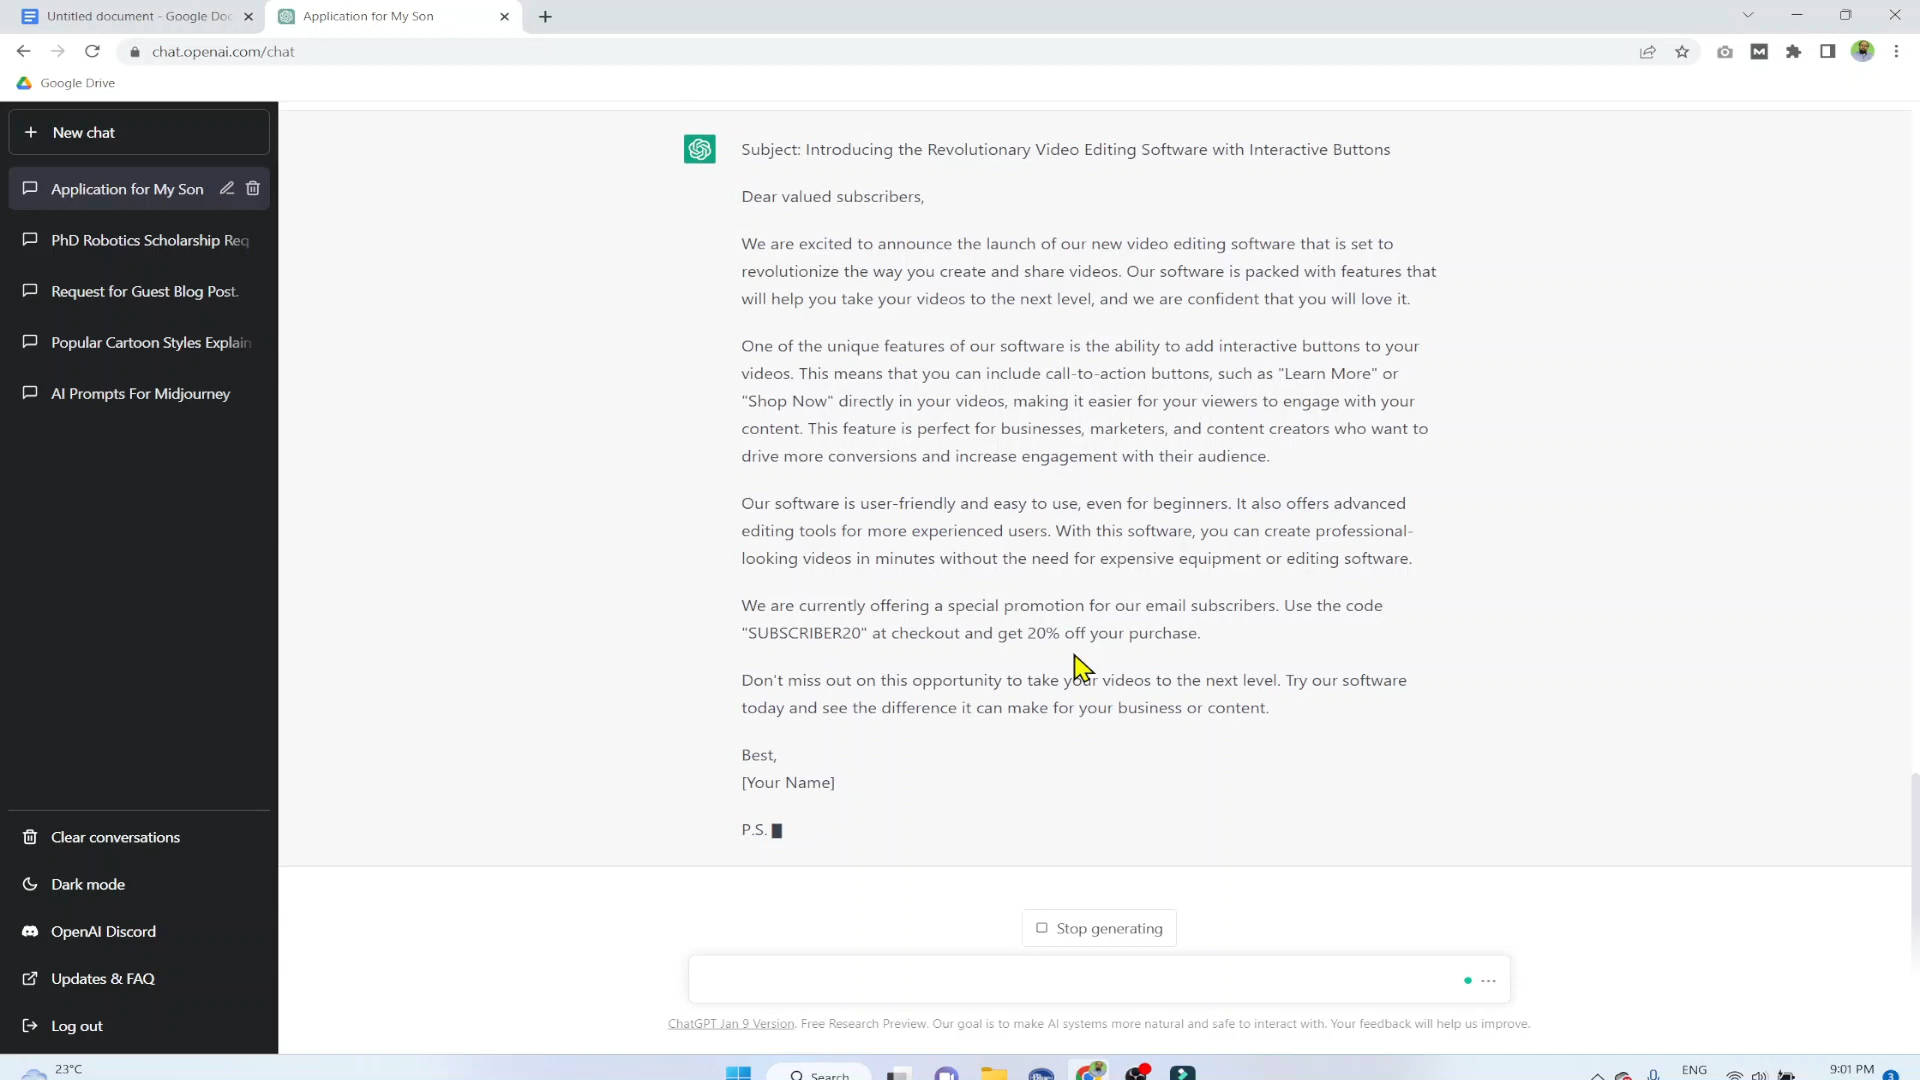 Untitled document - Google Doc
Application for My Son
chat.openai.com/chat
Google Drive
New chat
Application for My Son
PhD Robotics Scholarship Req
Request for Guest Blog Post.
Popular Cartoon Styles Explain
AI Prompts For Midjourney
Clear conversations
Dark mode
OpenAI Discord
Updates & FAQ
Log out
Subject: Introducing the Revolutionary Video Editing Software with Interactive Buttons
Dear valued subscribers,
We are excited to announce the launch of our new video editing software that is set to
revolutionize the way you create and share videos. Our software is packed with features that
will help you take your videos to the next level, and we are confident that you will love it.
One of the unique features of our software is the ability to add interactive buttons to your
videos. This means that you can include call-to-action buttons, such as "Learn More" or
"Shop Now" directly in your videos, making it easier for your viewers to engage with your
content. This feature is perfect for businesses, marketers, and content creators who want to
drive more conversions and increase engagement with their audience.
Our software is user-friendly and easy to use, even for beginners. It also offers advanced
editing tools for more experienced users. With this software, you can create professional-
looking videos in minutes without the need for expensive equipment or editing software.
We are currently offering a special promotion for our email subscribers. Use the code
"SUBSCRIBER20" at checkout and get 20% off your purchase.
Don't miss out on this opportunity to take your videos to the next level. Try our software
today and see the difference it can make for your business or content.
Best,
[Your Name]
P.S.
Stop generating
ChatGPT Jan 9 Version. Free Research Preview. Our goal is to make AI systems more natural and safe to interact with. Your feedback will help us improve.
23°C
Search
ENG
9:01 PM
3